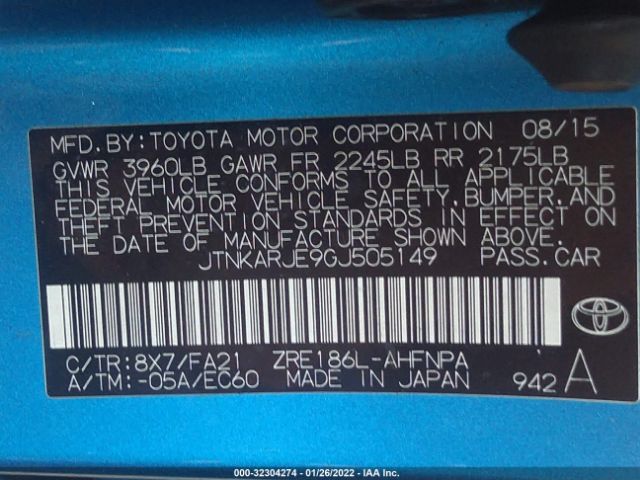 MFD.BY:TOYOTA MOTOR CORPORATION 08/15
GVWR 3960LB GAWR FR 2245LB RR 2175LB
THIS VEHICLE CONFORMS TO ALL APPLICABLE
FEDERAL MOTOR VEHICLE SAFETY,BUMPER,AND
THEFT PREVENTION STANDARDS IN EFFECT ON
THE DATE OF MANUFACTURE SHOWN ABOVE.
JTNKARJE9GJ505149 PASS.CAR
C/TR:8X7/FA21 ZRE186L-AHFNPA
A/TM:-05A/EC60 MADE IN JAPAN 942 A
000-32304274 - 01/26/2022 - IAA Inc.